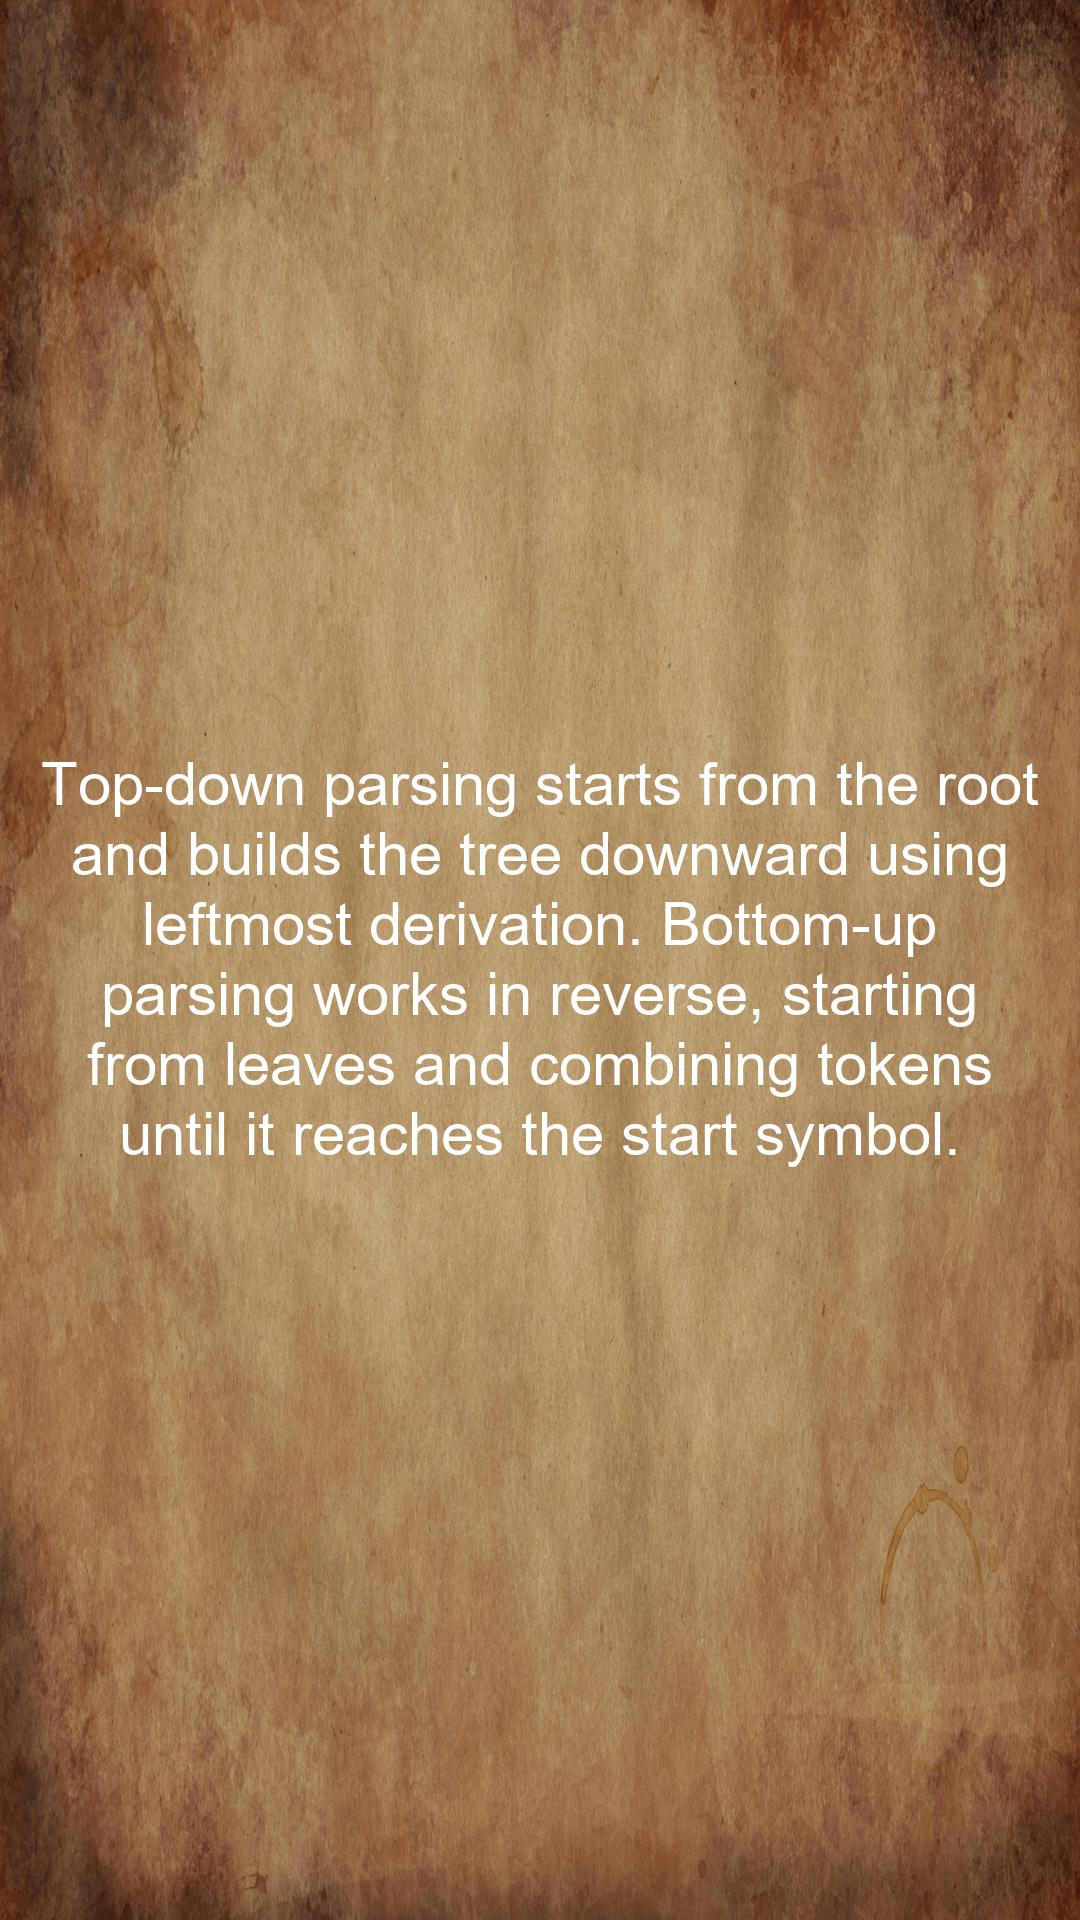 Top-down parsing starts from the root
and builds the tree downward using
leftmost derivation. Bottom-up
parsing works in reverse, starting
from leaves and combining tokens
until it reaches the start symbol.